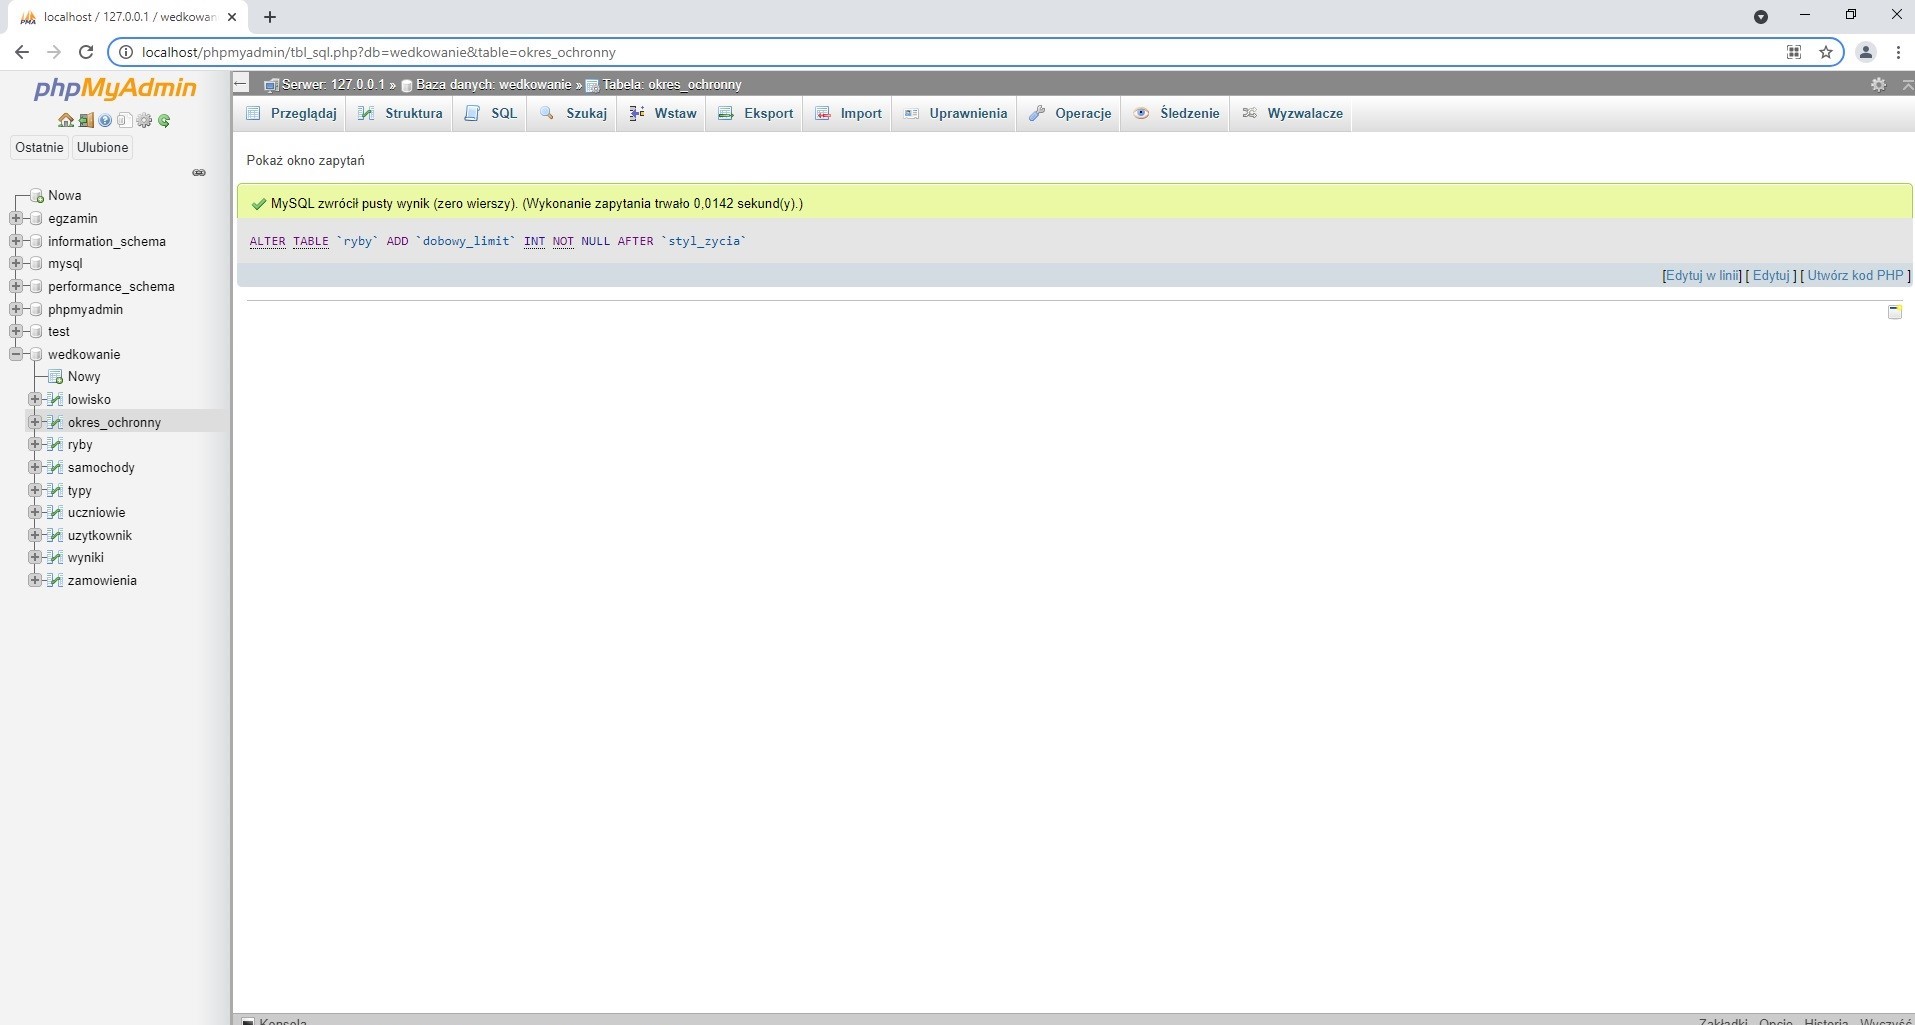 localhost / 127.0.0.1 / wedkowan
localhost/phpmyadmin/tbl_sql.php?db=wedkowanie&table=okres_ochronny
phpMyAdmin
Ostatnie Ulubione
Nowa
egzamin
information_schema
mysql
performance_schema
phpmyadmin
test
wedkowanie
Nowy
lowisko
okres_ochronny
ryby
samochody
typy
uczniowie
uzytkownik
wyniki
zamowienia
Serwer: 127.0.0.1 » Baza danych: wedkowanie » Tabela: okres_ochronny
Przeglądaj Struktura SQL Szukaj Wstaw Eksport Import Uprawnienia Operacje Śledzenie Wyzwalacze
Pokaż okno zapytań
MySQL zwrócił pusty wynik (zero wierszy). (Wykonanie zapytania trwało 0,0142 sekund(y).)
ALTER TABLE `ryby` ADD `dobowy_limit` INT NOT NULL AFTER `styl_zycia`
[Edytuj w linii] [ Edytuj ] [ Utwórz kod PHP ]
Konsola
Zakładki Opcje Historia Wyczyść